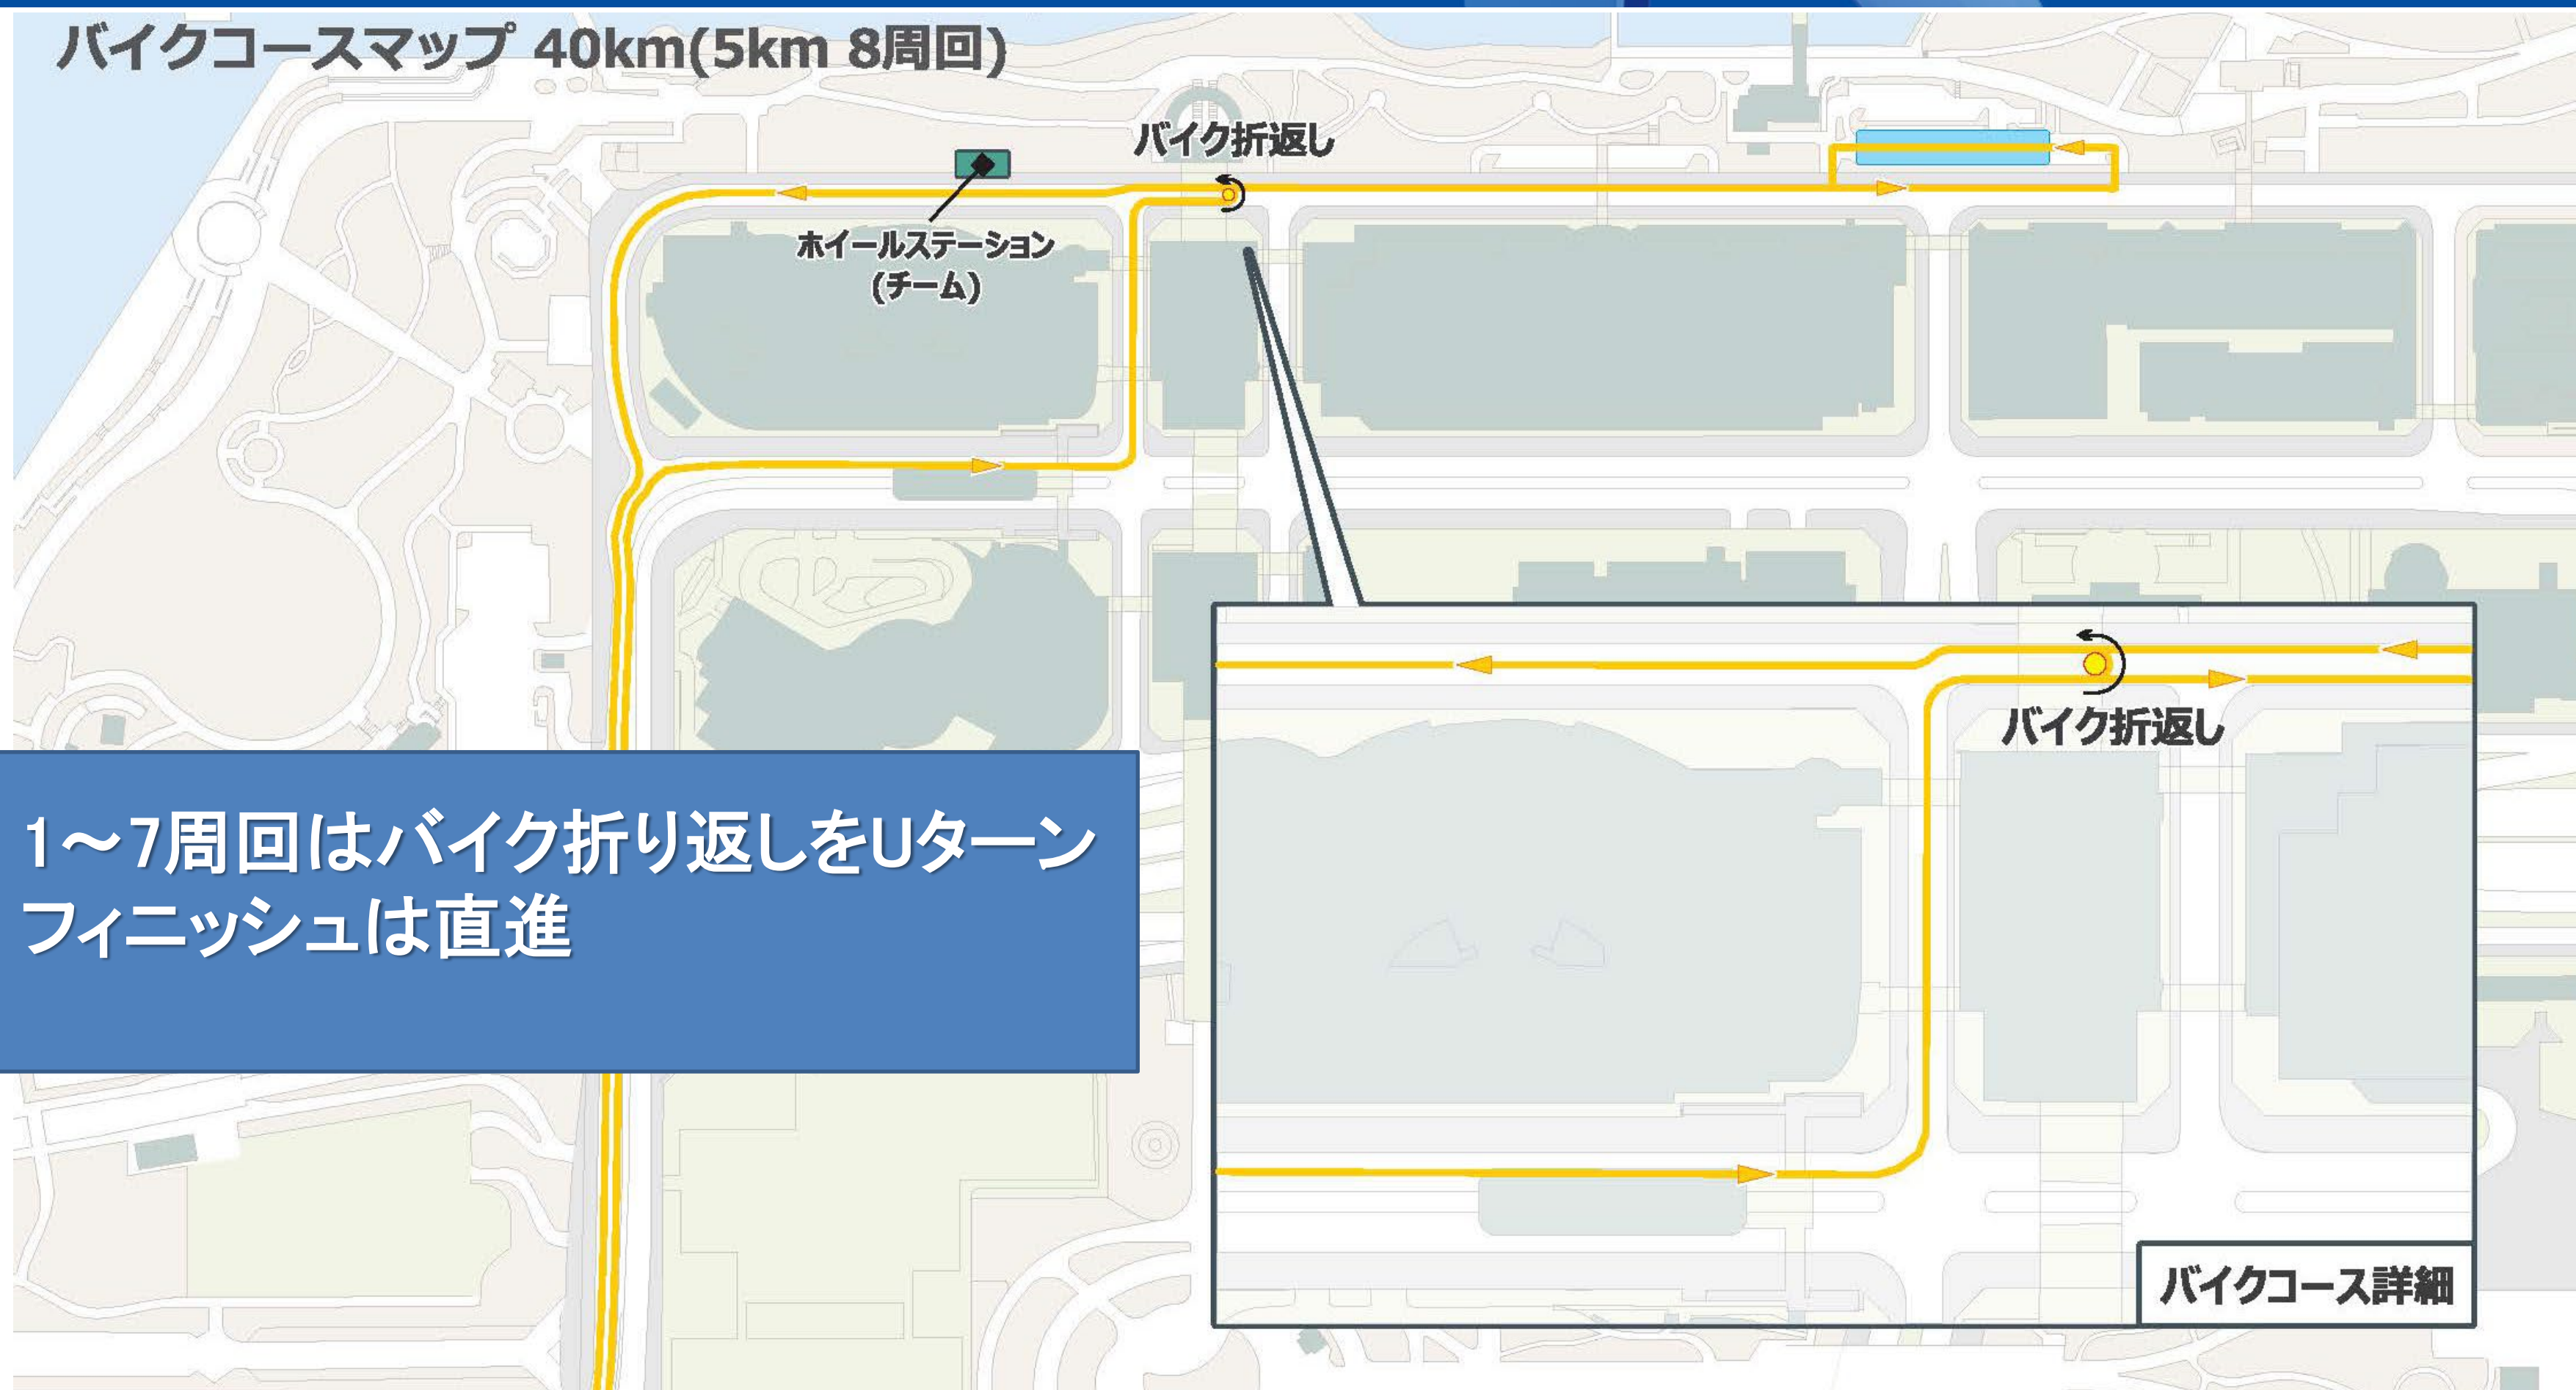 バイクコースマップ 40km(5km 8周回)
バイク折返し
ホイールステーション
(チーム)
バイク折返し
1～7周回はバイク折り返しをUターン
フィニッシュは直進
バイクコース詳細